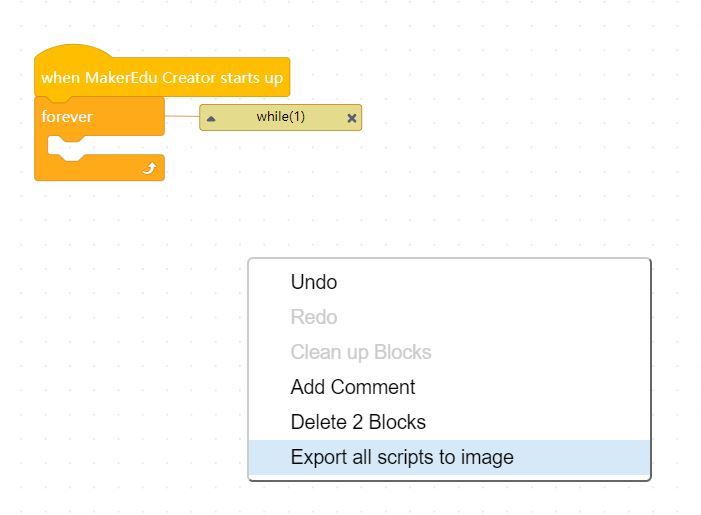 when MakerEdu Creator starts up
forever
while(1)
Undo
Redo
Clean up Blocks
Add Comment
Delete 2 Blocks
Export all scripts to image